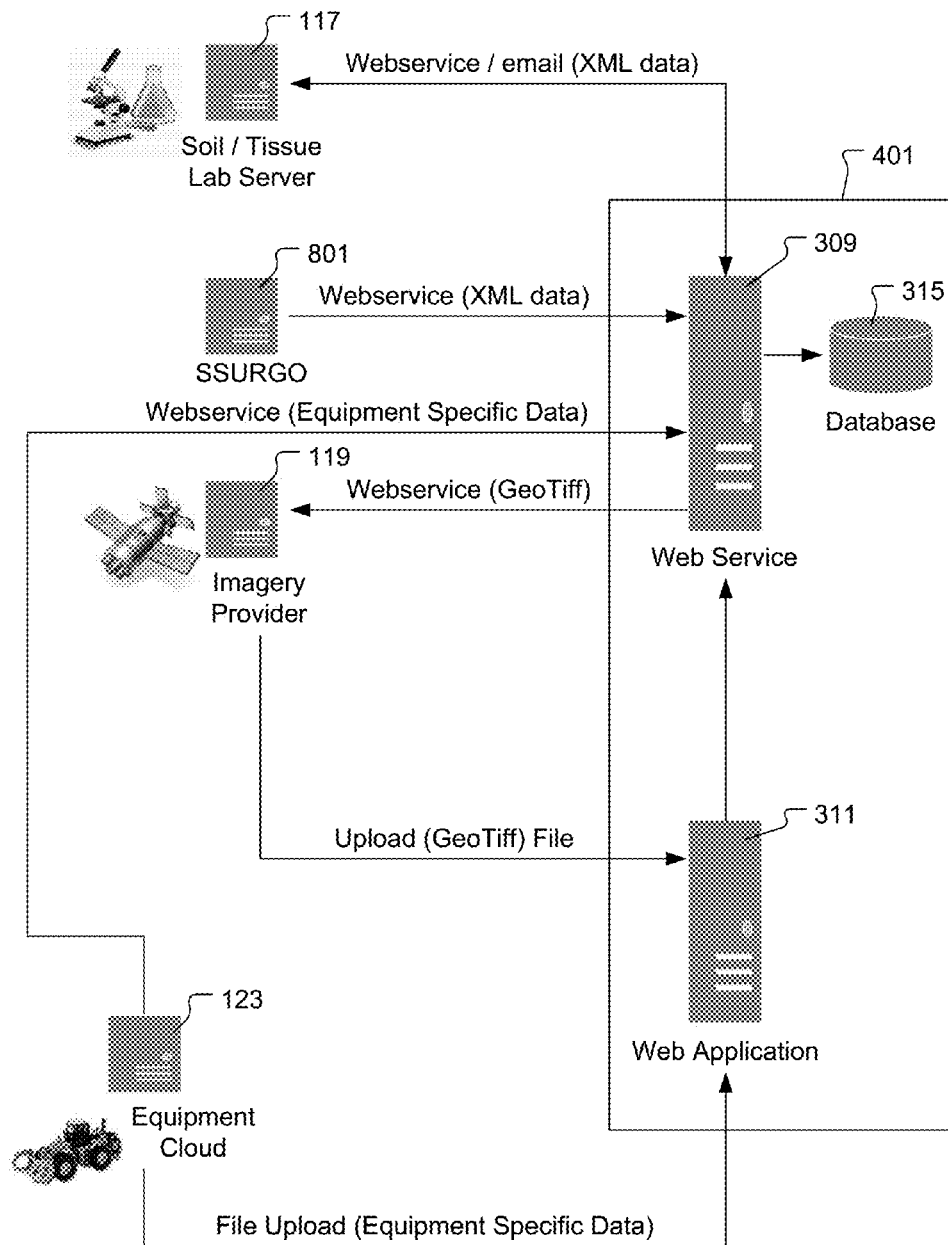 117
Webservice / email (XML data)
Soil / Tissue
Lab Server
401
801
309
Webservice (XML data)
315
SSURGO
Webservice (Equipment Specific Data)
Database
119
Webservice (GeoTiff)
Web Service
Imagery
Provider
311
Upload (GeoTiff) File
123
Web Application
Equipment
Cloud
File Upload (Equipment Specific Data)